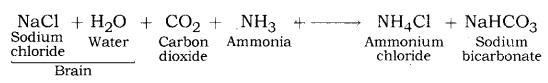 NaCl + H₂O + CO₂ + NH₃ + ⟶ NH₄Cl + NaHCO₃
Sodium chloride Water Carbon dioxide Ammonia Ammonium chloride Sodium bicarbonate
Brain